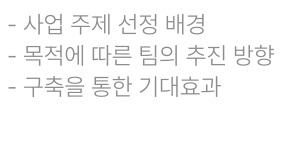 - 사업 주제 선정 배경
- 목적에 따른 팀의 추진 방향
- 구축을 통한 기대효과